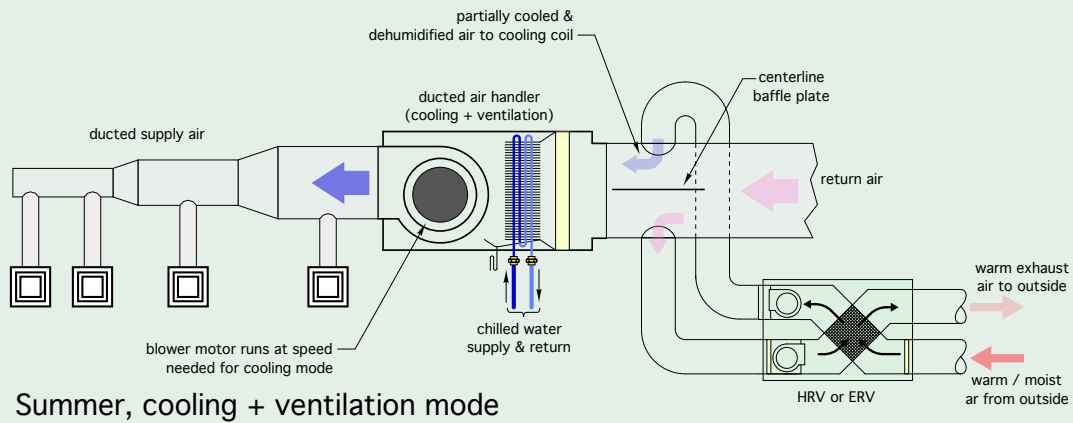 partially cooled &
dehumidified air to cooling coil
centerline
baffle plate
ducted air handler
(cooling + ventilation)
ducted supply air
return air
warm exhaust
air to outside
chilled water
supply & return
blower motor runs at speed
needed for cooling mode
warm / moist
ar from outside
HRV or ERV
Summer, cooling + ventilation mode